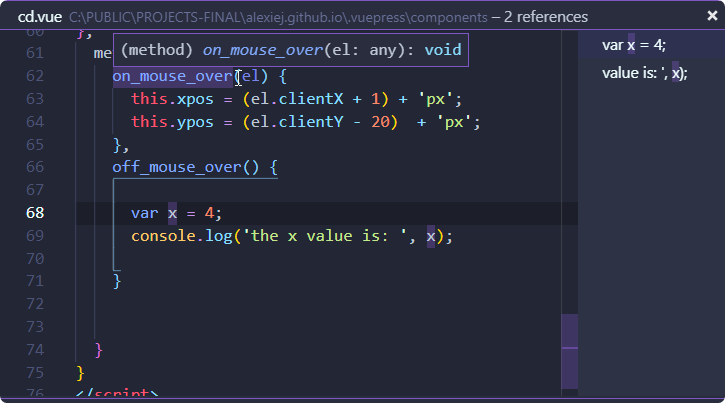 cd.vue C:\PUBLIC\PROJECTS-FINAL\alexiej.github.io\.vuepress\components – 2 references
60 },
(method) on_mouse_over(el: any): void
61 me
62 on_mouse_over(el) {
63 this.xpos = (el.clientX + 1) + 'px';
64 this.ypos = (el.clientY - 20)  + 'px';
65 },
66 off_mouse_over() {
67
68 var x = 4;
69 console.log('the x value is: ', x);
70
71 }
72
73
74 }
75 }
76 </script>
var x = 4;
value is: ', x);